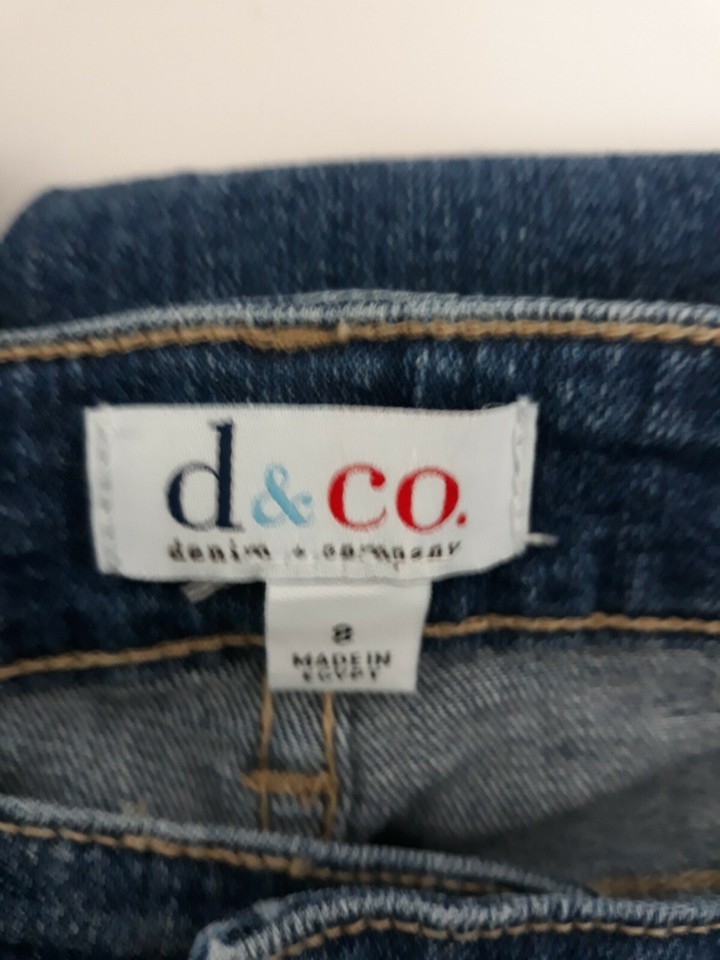 d&co.
denim + company
8
MADE IN
EGYPT